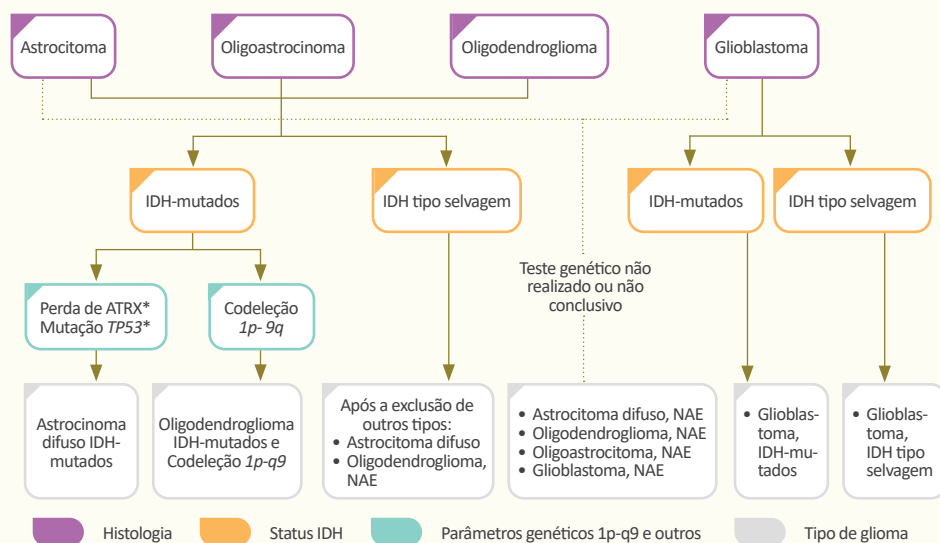 Astrocitoma
Oligoastrocinoma
Oligodendroglioma
Glioblastoma
IDH-mutados
IDH tipo selvagem
IDH-mutados
IDH tipo selvagem
Teste genético não
realizado ou não
conclusivo
Perda de ATRX*
Mutação TP53*
Codeleção
1p- 9q
Astrocinoma
difuso IDH-
mutados
Oligodendroglioma
IDH-mutados e
Codeleção 1p-q9
Após a exclusão de
outros tipos:
• Astrocitoma difuso
• Oligodendroglioma,
NAE
• Astrocitoma difuso, NAE
• Oligodendroglioma, NAE
• Oligoastrocitoma, NAE
• Glioblastoma, NAE
• Glioblas-
toma,
IDH-mu-
tados
• Glioblas-
toma,
IDH tipo
selvagem
Histologia
Status IDH
Parâmetros genéticos 1p-q9 e outros
Tipo de glioma